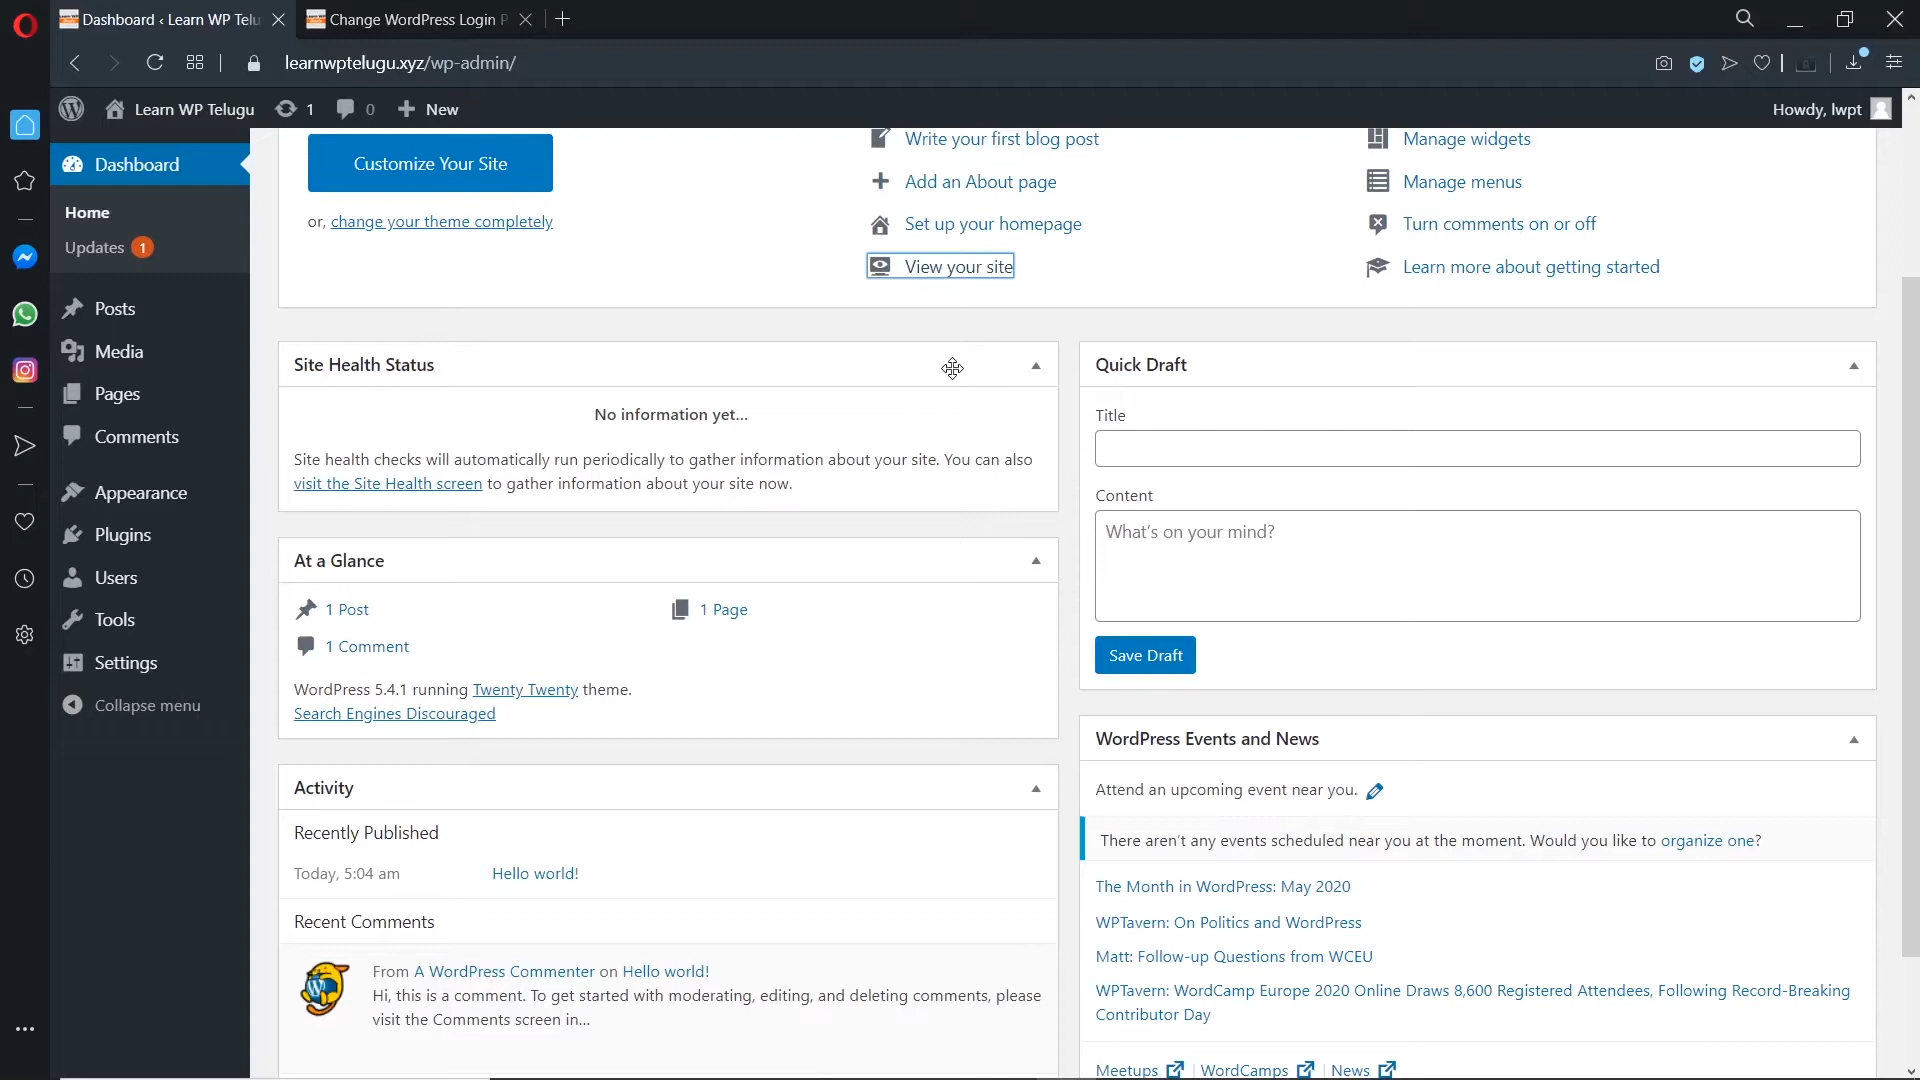 Dashboard ‹ Learn WP Telu
Change WordPress Login P
learnwptelugu.xyz/wp-admin/
Learn WP Telugu 1 0 New
Howdy, lwpt
Dashboard
Home
Updates 1
Posts
Media
Pages
Comments
Appearance
Plugins
Users
Tools
Settings
Collapse menu
Customize Your Site
or, change your theme completely
Write your first blog post
Add an About page
Set up your homepage
View your site
Manage widgets
Manage menus
Turn comments on or off
Learn more about getting started
Site Health Status
No information yet...
Site health checks will automatically run periodically to gather information about your site. You can also
visit the Site Health screen to gather information about your site now.
At a Glance
1 Post
1 Page
1 Comment
WordPress 5.4.1 running Twenty Twenty theme.
Search Engines Discouraged
Activity
Recently Published
Today, 5:04 am Hello world!
Recent Comments
From A WordPress Commenter on Hello world!
Hi, this is a comment. To get started with moderating, editing, and deleting comments, please
visit the Comments screen in...
Quick Draft
Title
Content
What's on your mind?
Save Draft
WordPress Events and News
Attend an upcoming event near you.
There aren't any events scheduled near you at the moment. Would you like to organize one?
The Month in WordPress: May 2020
WPTavern: On Politics and WordPress
Matt: Follow-up Questions from WCEU
WPTavern: WordCamp Europe 2020 Online Draws 8,600 Registered Attendees, Following Record-Breaking
Contributor Day
Meetups | WordCamps | News